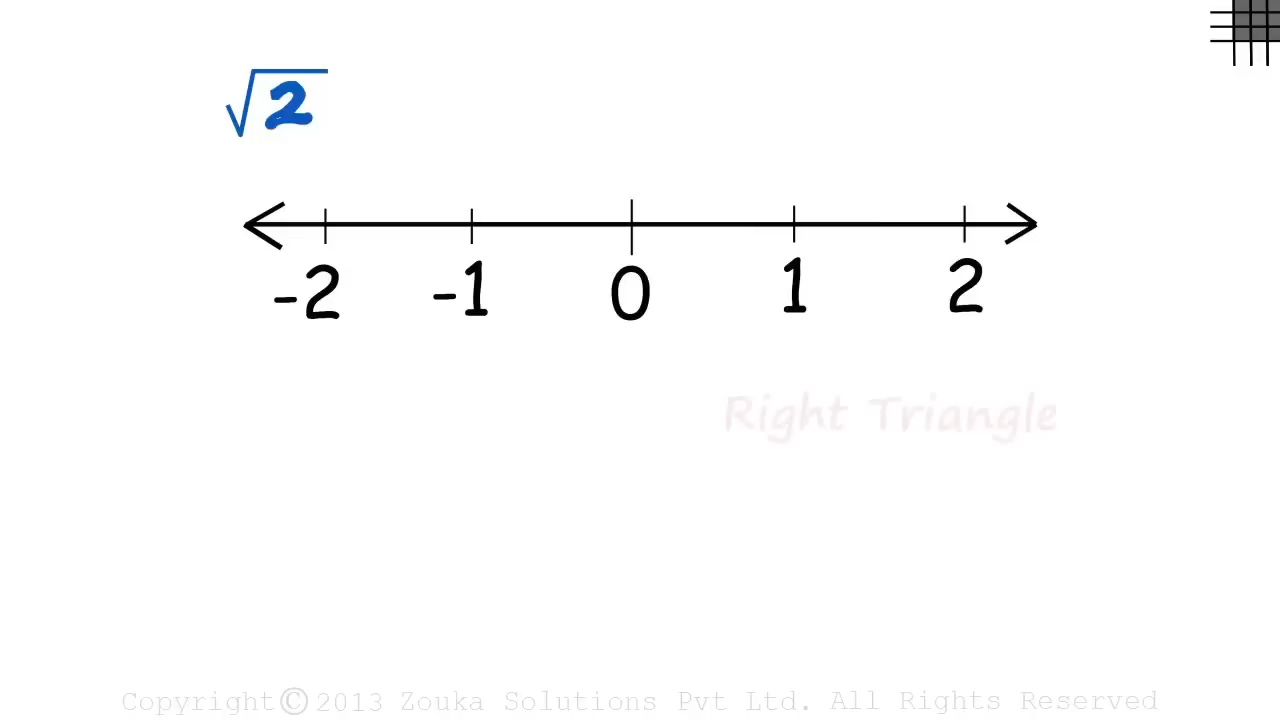 √2
-2 -1 0 1 2
Right Triangle
Copyright © 2013 Zouka Solutions Pvt Ltd. All Rights Reserved